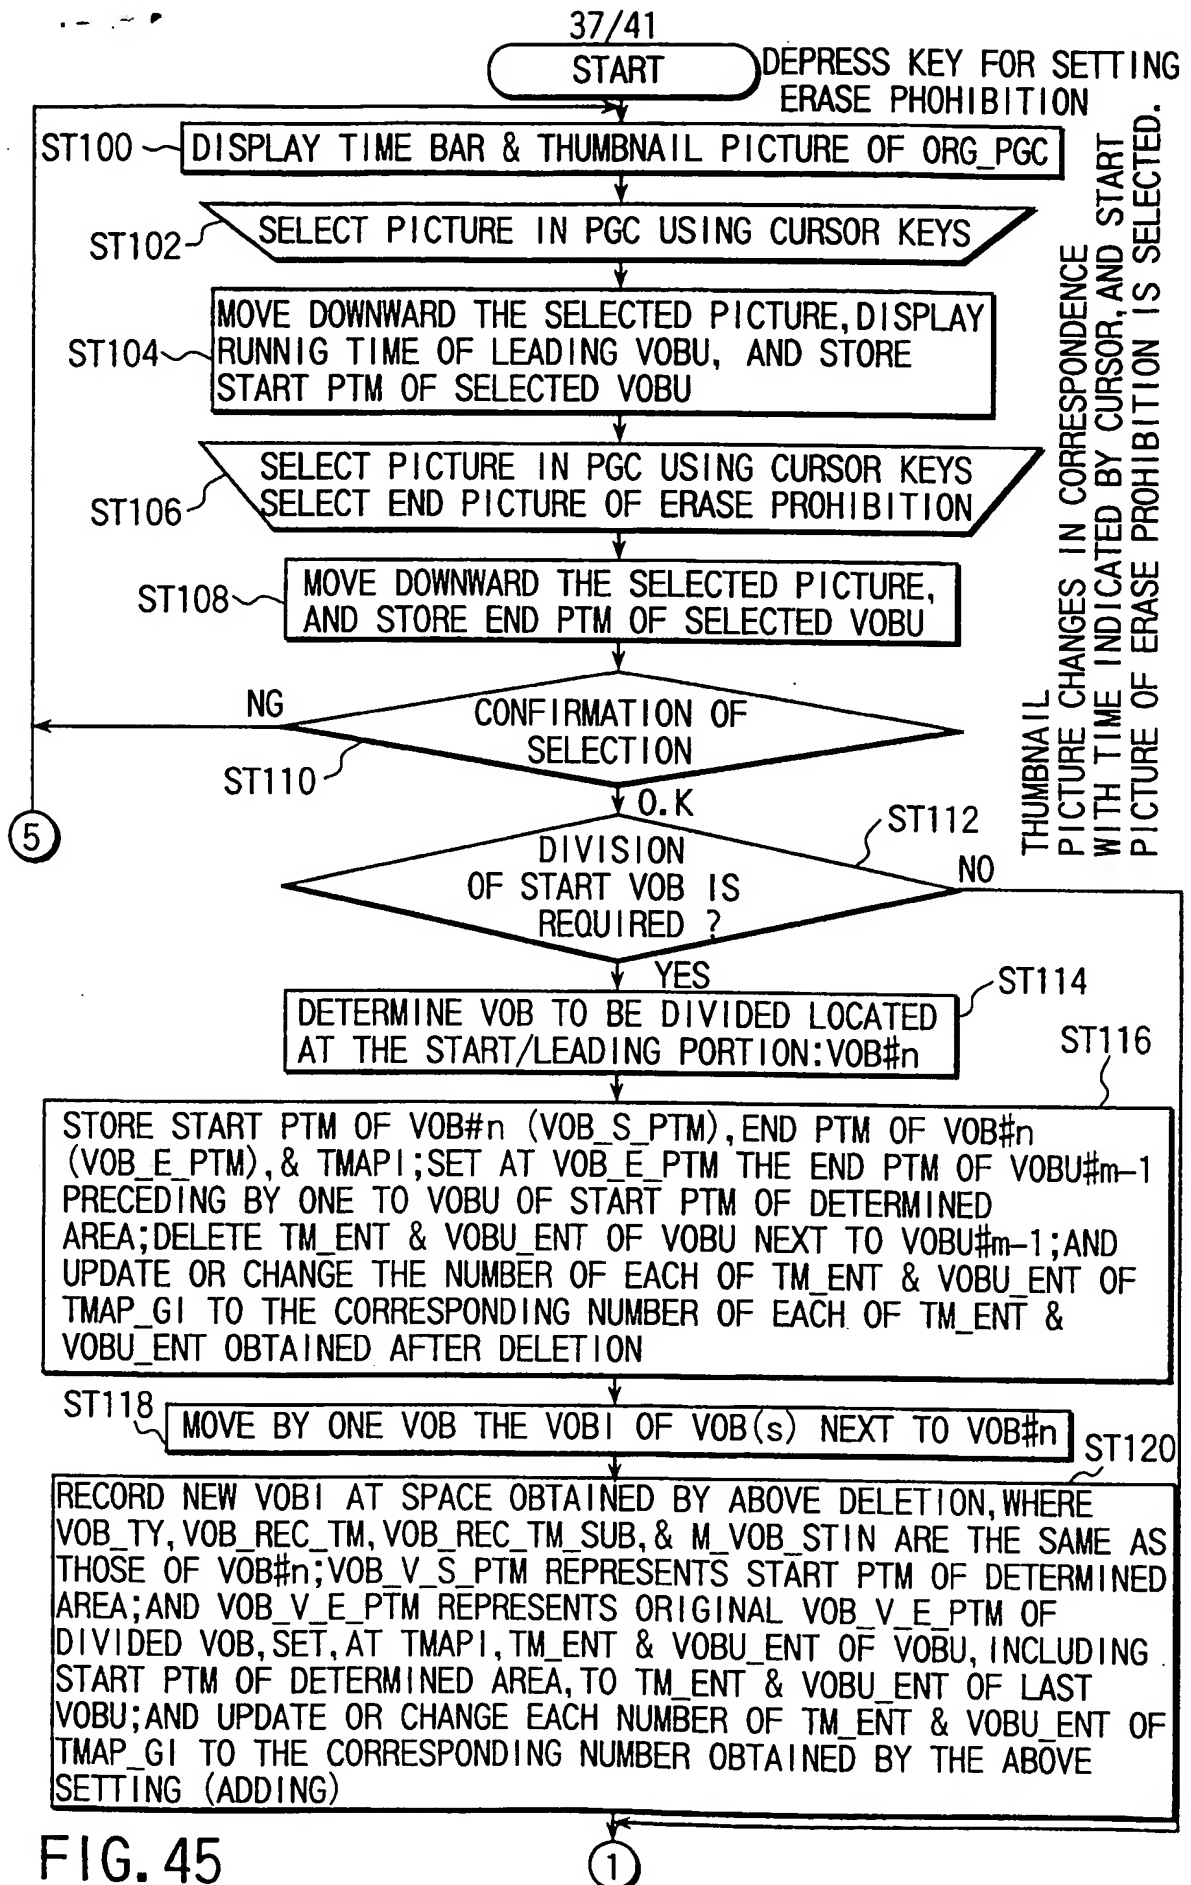 37/41
START
DEPRESS KEY FOR SETTING
ERASE PHOHIBITION
ST100
DISPLAY TIME BAR & THUMBNAIL PICTURE OF ORG_PGC
ST102
SELECT PICTURE IN PGC USING CURSOR KEYS
ST104
MOVE DOWNWARD THE SELECTED PICTURE, DISPLAY
RUNNIG TIME OF LEADING VOBU, AND STORE
START PTM OF SELECTED VOBU
ST106
SELECT PICTURE IN PGC USING CURSOR KEYS
SELECT END PICTURE OF ERASE PROHIBITION
THUMBNAIL
PICTURE CHANGES IN CORRESPONDENCE
WITH TIME INDICATED BY CURSOR, AND START
PICTURE OF ERASE PROHIBITION IS SELECTED.
ST108
MOVE DOWNWARD THE SELECTED PICTURE,
AND STORE END PTM OF SELECTED VOBU
NG
CONFIRMATION OF
SELECTION
ST110
O.K
5
ST112
DIVISION
OF START VOB IS
REQUIRED ?
NO
YES
ST114
DETERMINE VOB TO BE DIVIDED LOCATED
AT THE START/LEADING PORTION:VOB#n
ST116
STORE START PTM OF VOB#n (VOB_S_PTM), END PTM OF VOB#n
(VOB_E_PTM), & TMAPI;SET AT VOB_E_PTM THE END PTM OF VOBU#m-1
PRECEDING BY ONE TO VOBU OF START PTM OF DETERMINED
AREA;DELETE TM_ENT & VOBU_ENT OF VOBU NEXT TO VOBU#m-1;AND
UPDATE OR CHANGE THE NUMBER OF EACH OF TM_ENT & VOBU_ENT OF
TMAP_GI TO THE CORRESPONDING NUMBER OF EACH OF TM_ENT &
VOBU_ENT OBTAINED AFTER DELETION
ST118
MOVE BY ONE VOB THE VOBI OF VOB(s) NEXT TO VOB#n
ST120
RECORD NEW VOBI AT SPACE OBTAINED BY ABOVE DELETION, WHERE
VOB_TY, VOB_REC_TM, VOB_REC_TM_SUB, & M_VOB_STIN ARE THE SAME AS
THOSE OF VOB#n;VOB_V_S_PTM REPRESENTS START PTM OF DETERMINED
AREA;AND VOB_V_E_PTM REPRESENTS ORIGINAL VOB_V_E_PTM OF
DIVIDED VOB, SET, AT TMAPI, TM_ENT & VOBU_ENT OF VOBU, INCLUDING
START PTM OF DETERMINED AREA, TO TM_ENT & VOBU_ENT OF LAST
VOBU;AND UPDATE OR CHANGE EACH NUMBER OF TM_ENT & VOBU_ENT OF
TMAP_GI TO THE CORRESPONDING NUMBER OBTAINED BY THE ABOVE
SETTING (ADDING)
1
FIG. 45